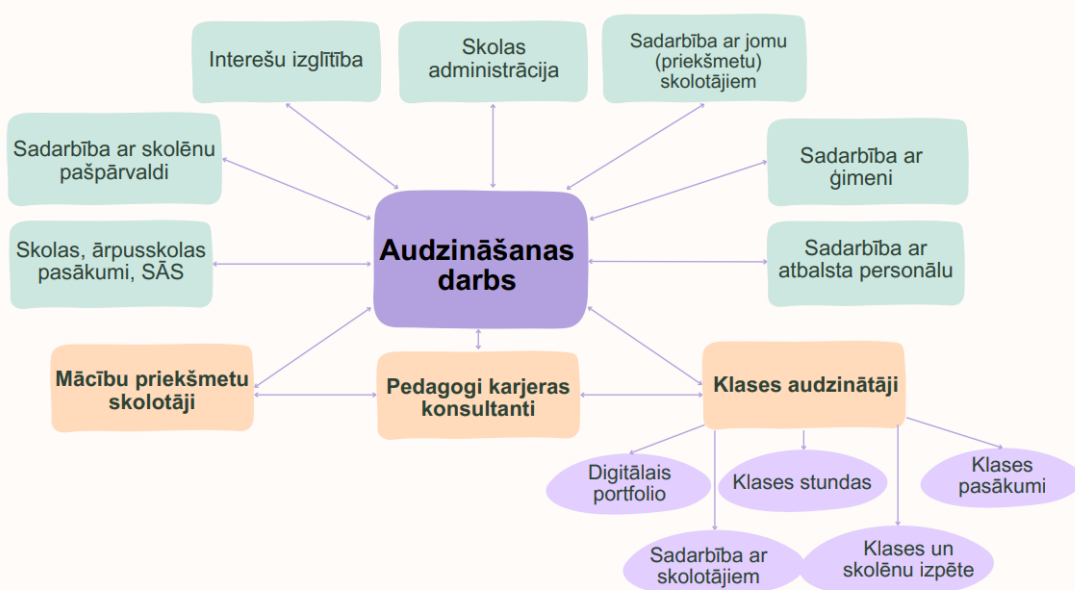 Interešu izglītība
Skolas
administrācija
Sadarbība ar jomu
(priekšmetu)
skolotājiem
Sadarbība ar skolēnu
pašpārvaldi
Sadarbība ar
ģimeni
Audzināšanas
darbs
Skolas, ārpusskolas
pasākumi, SĀS
Sadarbība ar
atbalsta personālu
Mācību priekšmetu
skolotāji
Pedagogi karjeras
konsultanti
Klases audzinātāji
Digitālais
portfolio
Klases stundas
Klases
pasākumi
Sadarbība ar
skolotājiem
Klases un
skolēnu izpēte